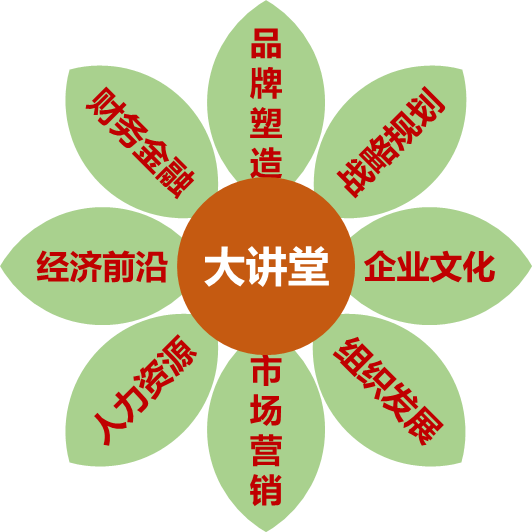 品牌塑造
财务金融
战略规划
经济前沿
大讲堂
企业文化
人力资源
组织发展
市场营销